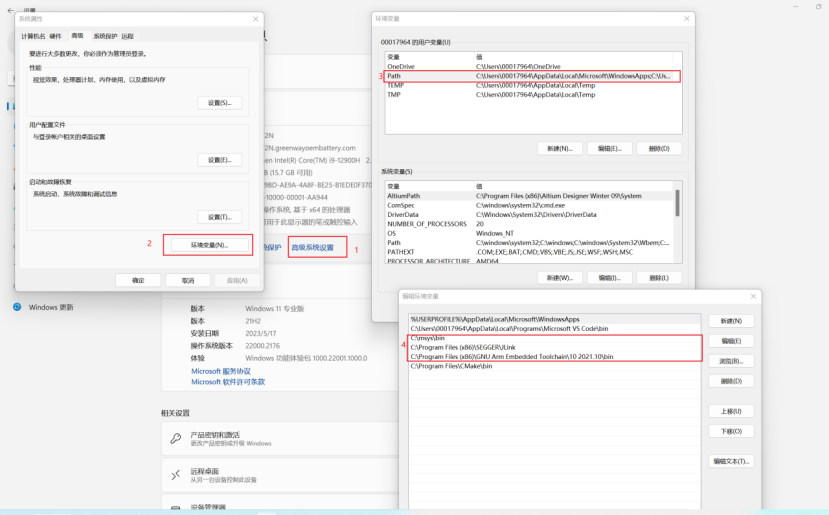 设置
系统属性
计算机名 硬件 高级 系统保护 远程
要进行大多数更改，你必须作为管理员登录。
性能
视觉效果，处理器计划，内存使用，以及虚拟内存
设置(S)...
用户配置文件
与登录帐户相关的桌面设置
设置(E)...
启动和故障恢复
系统启动、系统故障和调试信息
设置(T)...
2
环境变量(N)...
确定 取消 应用(A)
2N
2N.greenwayoembattery.com
en Intel(R) Core(TM) i9-12900H 2.
B (15.7 GB 可用)
98D-AE9A-4A8F-BE25-B1EDE0F370
-10000-00001-AA944
操作系统, 基于 x64 的处理器
可用于此显示器的笔或触控输入
统保护 高级系统设置 1
Windows 更新
版本 Windows 11 专业版
版本 21H2
安装日期 2023/5/17
操作系统版本 22000.2176
体验 Windows 功能体验包 1000.22001.1000.0
Microsoft 服务协议
Microsoft 软件许可条款
相关设置
产品密钥和激活
更改产品密钥或升级 Windows
远程桌面
从另一台设备控制此设备
设备管理器
环境变量
00017964 的用户变量(U)
变量 值
OneDrive C:\Users\00017964\OneDrive
3 Path C:\Users\00017964\AppData\Local\Microsoft\WindowsApps;C:\Us...
TEMP C:\Users\00017964\AppData\Local\Temp
TMP C:\Users\00017964\AppData\Local\Temp
新建(N)... 编辑(E)... 删除(D)
系统变量(S)
变量 值
AltiumPath C:\Program Files (x86)\Altium Designer Winter 09\System
ComSpec C:\windows\system32\cmd.exe
DriverData C:\Windows\System32\Drivers\DriverData
NUMBER_OF_PROCESSORS 20
OS Windows_NT
Path C:\windows\system32;C:\windows;C:\windows\System32\Wbem;C...
PATHEXT .COM;.EXE;.BAT;.CMD;.VBS;.VBE;.JS;.JSE;.WSF;.WSH;.MSC
PROCESSOR_ARCHITECTURE AMD64
新建(W)... 编辑(I)... 删除(L)
编辑环境变量
%USERPROFILE%\AppData\Local\Microsoft\WindowsApps
C:\Users\00017964\AppData\Local\Programs\Microsoft VS Code\bin
C:\msys\bin
4 C:\Program Files (x86)\SEGGER\JLink
C:\Program Files (x86)\GNU Arm Embedded Toolchain\10 2021.10\bin
C:\Program Files\CMake\bin
新建(N)
编辑(E)
浏览(B)...
删除(D)
上移(U)
下移(O)
编辑文本(T)...